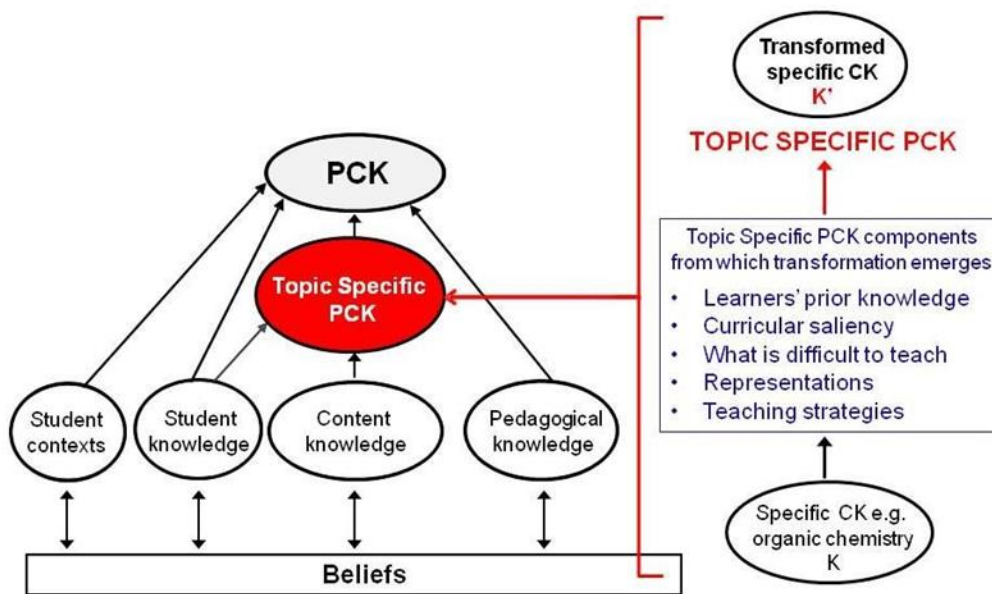 PCK
Topic Specific
PCK
Student
contexts
Student
knowledge
Content
knowledge
Pedagogical
knowledge
Beliefs
Transformed
specific CK
K’
TOPIC SPECIFIC PCK
Topic Specific PCK components
from which transformation emerges:
• Learners’ prior knowledge
• Curricular saliency
• What is difficult to teach
• Representations
• Teaching strategies
Specific CK e.g.
organic chemistry
K